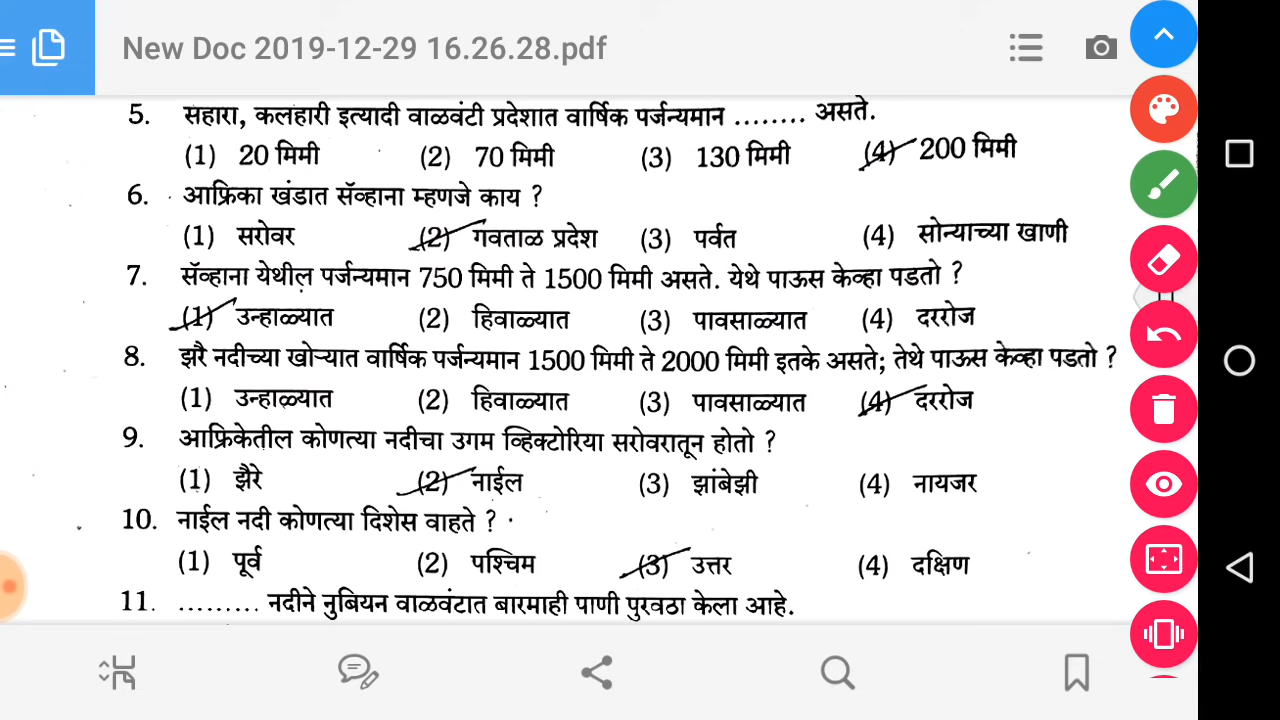 New Doc 2019-12-29 16.26.28.pdf
5. सहारा, कलहारी इत्यादी वाळवंटी प्रदेशात वार्षिक पर्जन्यमान ........ असते.
(1) 20 मिमी (2) 70 मिमी (3) 130 मिमी (4) 200 मिमी
6. आफ्रिका खंडात सॅव्हाना म्हणजे काय ?
(1) सरोवर (2) गवताळ प्रदेश (3) पर्वत (4) सोन्याच्या खाणी
7. सॅव्हाना येथील पर्जन्यमान 750 मिमी ते 1500 मिमी असते. येथे पाऊस केव्हा पडतो ?
(1) उन्हाळ्यात (2) हिवाळ्यात (3) पावसाळ्यात (4) दररोज
8. झरै नदीच्या खोऱ्यात वार्षिक पर्जन्यमान 1500 मिमी ते 2000 मिमी इतके असते; तेथे पाऊस केव्हा पडतो ?
(1) उन्हाळ्यात (2) हिवाळ्यात (3) पावसाळ्यात (4) दररोज
9. आफ्रिकेतील कोणत्या नदीचा उगम व्हिक्टोरिया सरोवरातून होतो ?
(1) झैरे (2) नाईल (3) झांबेझी (4) नायजर
10. नाईल नदी कोणत्या दिशेस वाहते ?
(1) पूर्व (2) पश्चिम (3) उत्तर (4) दक्षिण
11. ......... नदीने नुबियन वाळवंटात बारमाही पाणी पुरवठा केला आहे.